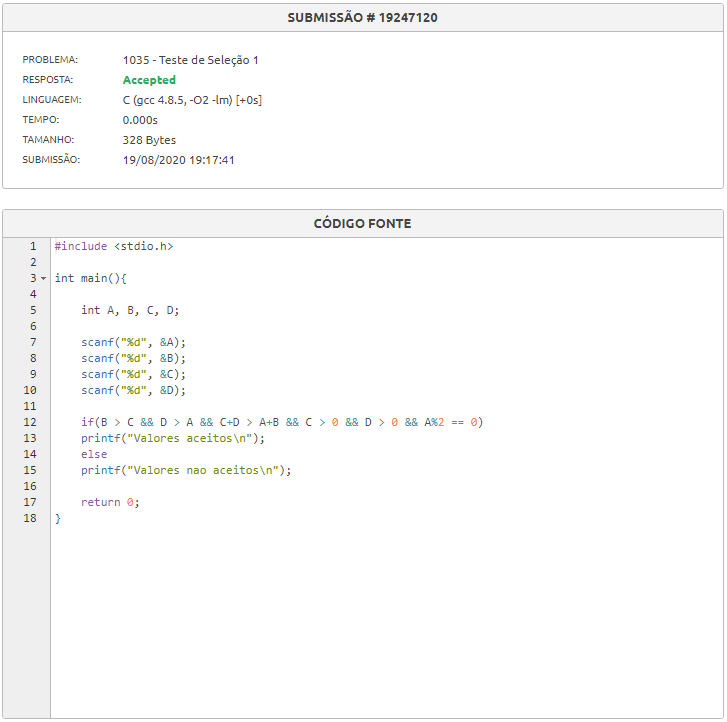 SUBMISSÃO # 19247120
PROBLEMA: 1035 - Teste de Seleção 1
RESPOSTA: Accepted
LINGUAGEM: C (gcc 4.8.5, -O2 -lm) [+0s]
TEMPO: 0.000s
TAMANHO: 328 Bytes
SUBMISSÃO: 19/08/2020 19:17:41
CÓDIGO FONTE
1 #include <stdio.h>
2
3 int main(){
4
5 int A, B, C, D;
6
7 scanf("%d", &A);
8 scanf("%d", &B);
9 scanf("%d", &C);
10 scanf("%d", &D);
11
12 if(B > C && D > A && C+D > A+B && C > 0 && D > 0 && A%2 == 0)
13 printf("Valores aceitos\n");
14 else
15 printf("Valores nao aceitos\n");
16
17 return 0;
18 }